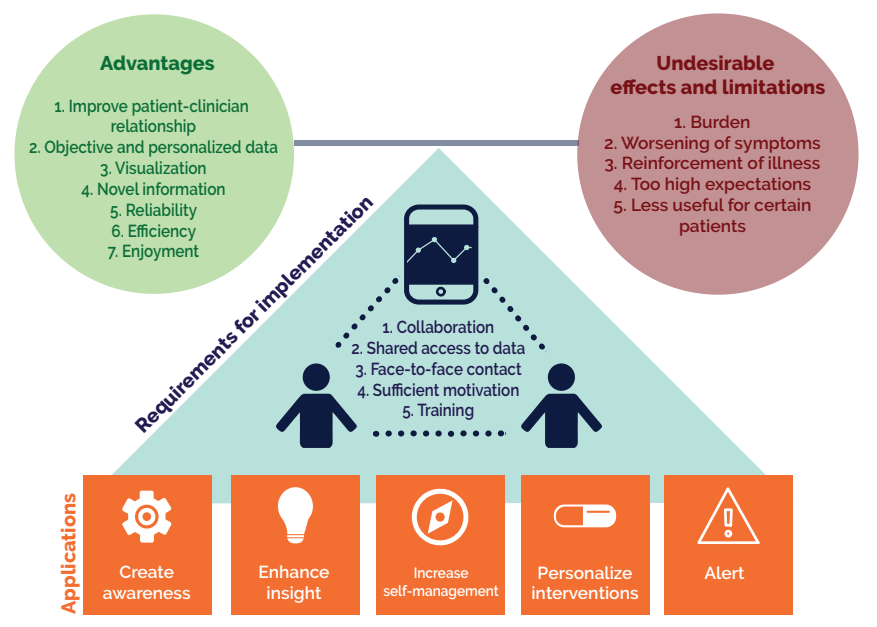 Advantages
1. Improve patient-clinician
relationship
2. Objective and personalized data
3. Visualization
4. Novel information
5. Reliability
6. Efficiency
7. Enjoyment
Undesirable
effects and limitations
1. Burden
2. Worsening of symptoms
3. Reinforcement of illness
4. Too high expectations
5. Less useful for certain
patients
Requirements for implementation
1. Collaboration
2. Shared access to data
3. Face-to-face contact
4. Sufficient motivation
5. Training
Applications
Create
awareness
Enhance
insight
Increase
self-management
Personalize
interventions
Alert